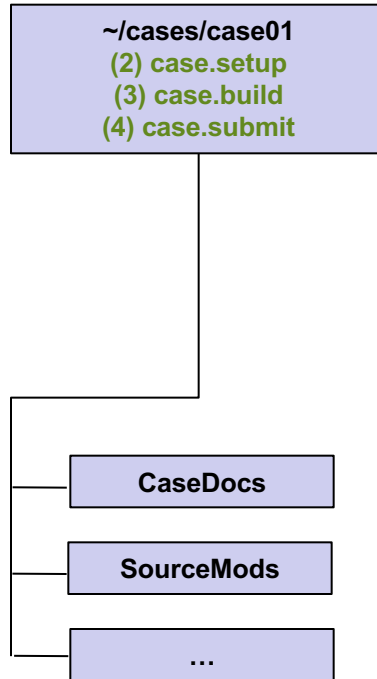 ~/cases/case01
(2) case.setup
(3) case.build
(4) case.submit
CaseDocs
SourceMods
...